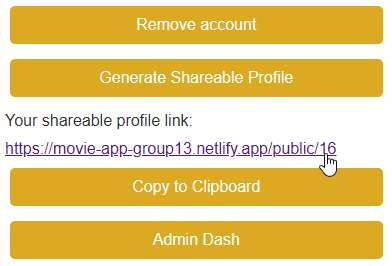 Remove account
Generate Shareable Profile
Your shareable profile link:
https://movie-app-group13.netlify.app/public/16
Copy to Clipboard
Admin Dash